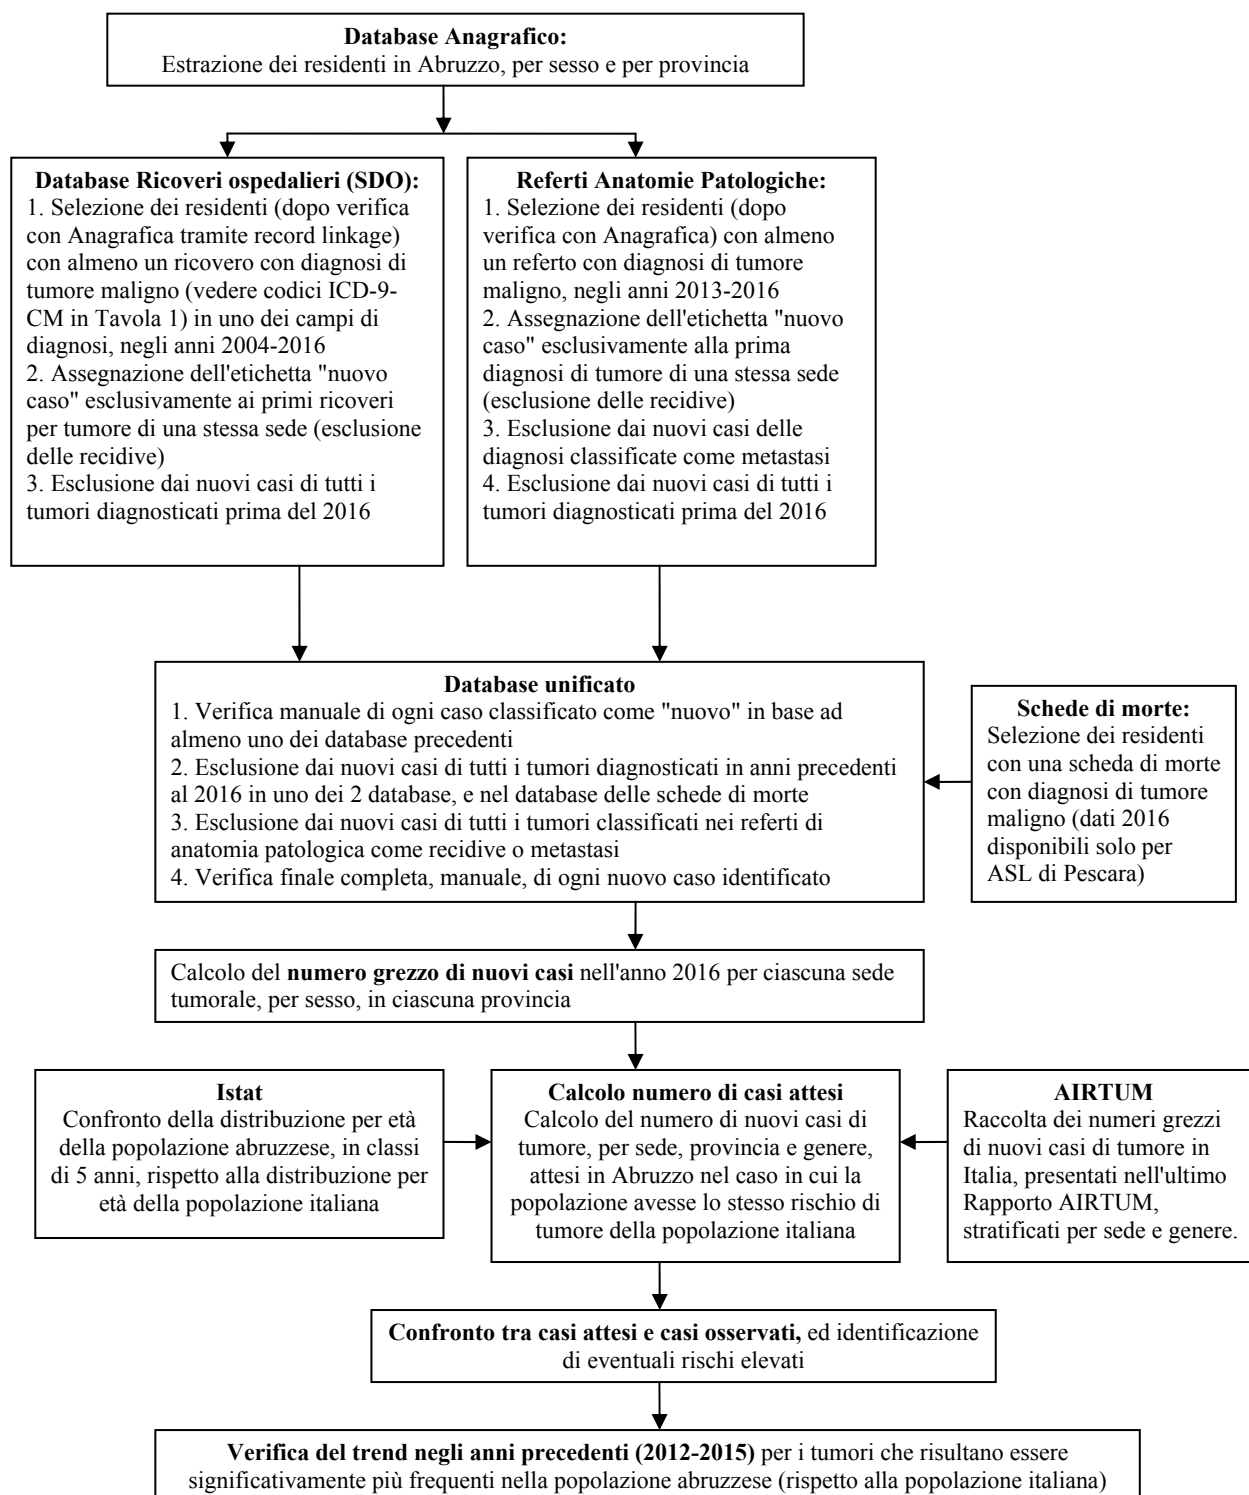 Database Anagrafico:
Estrazione dei residenti in Abruzzo, per sesso e per provincia
Database Ricoveri ospedalieri (SDO):
1. Selezione dei residenti (dopo verifica
con Anagrafica tramite record linkage)
con almeno un ricovero con diagnosi di
tumore maligno (vedere codici ICD-9-
CM in Tavola 1) in uno dei campi di
diagnosi, negli anni 2004-2016
2. Assegnazione dell'etichetta "nuovo
caso" esclusivamente ai primi ricoveri
per tumore di una stessa sede (esclusione
delle recidive)
3. Esclusione dai nuovi casi di tutti i
tumori diagnosticati prima del 2016
Referti Anatomie Patologiche:
1. Selezione dei residenti (dopo
verifica con Anagrafica) con almeno
un referto con diagnosi di tumore
maligno, negli anni 2013-2016
2. Assegnazione dell'etichetta "nuovo
caso" esclusivamente alla prima
diagnosi di tumore di una stessa sede
(esclusione delle recidive)
3. Esclusione dai nuovi casi delle
diagnosi classificate come metastasi
4. Esclusione dai nuovi casi di tutti i
tumori diagnosticati prima del 2016
Database unificato
1. Verifica manuale di ogni caso classificato come "nuovo" in base ad
almeno uno dei database precedenti
2. Esclusione dai nuovi casi di tutti i tumori diagnosticati in anni precedenti
al 2016 in uno dei 2 database, e nel database delle schede di morte
3. Esclusione dai nuovi casi di tutti i tumori classificati nei referti di
anatomia patologica come recidive o metastasi
4. Verifica finale completa, manuale, di ogni nuovo caso identificato
Schede di morte:
Selezione dei residenti
con una scheda di morte
con diagnosi di tumore
maligno (dati 2016
disponibili solo per
ASL di Pescara)
Calcolo del numero grezzo di nuovi casi nell'anno 2016 per ciascuna sede
tumorale, per sesso, in ciascuna provincia
Istat
Confronto della distribuzione per età
della popolazione abruzzese, in classi
di 5 anni, rispetto alla distribuzione per
età della popolazione italiana
Calcolo numero di casi attesi
Calcolo del numero di nuovi casi di
tumore, per sede, provincia e genere,
attesi in Abruzzo nel caso in cui la
popolazione avesse lo stesso rischio di
tumore della popolazione italiana
AIRTUM
Raccolta dei numeri grezzi
di nuovi casi di tumore in
Italia, presentati nell'ultimo
Rapporto AIRTUM,
stratificati per sede e genere.
Confronto tra casi attesi e casi osservati, ed identificazione
di eventuali rischi elevati
Verifica del trend negli anni precedenti (2012-2015) per i tumori che risultano essere
significativamente più frequenti nella popolazione abruzzese (rispetto alla popolazione italiana)